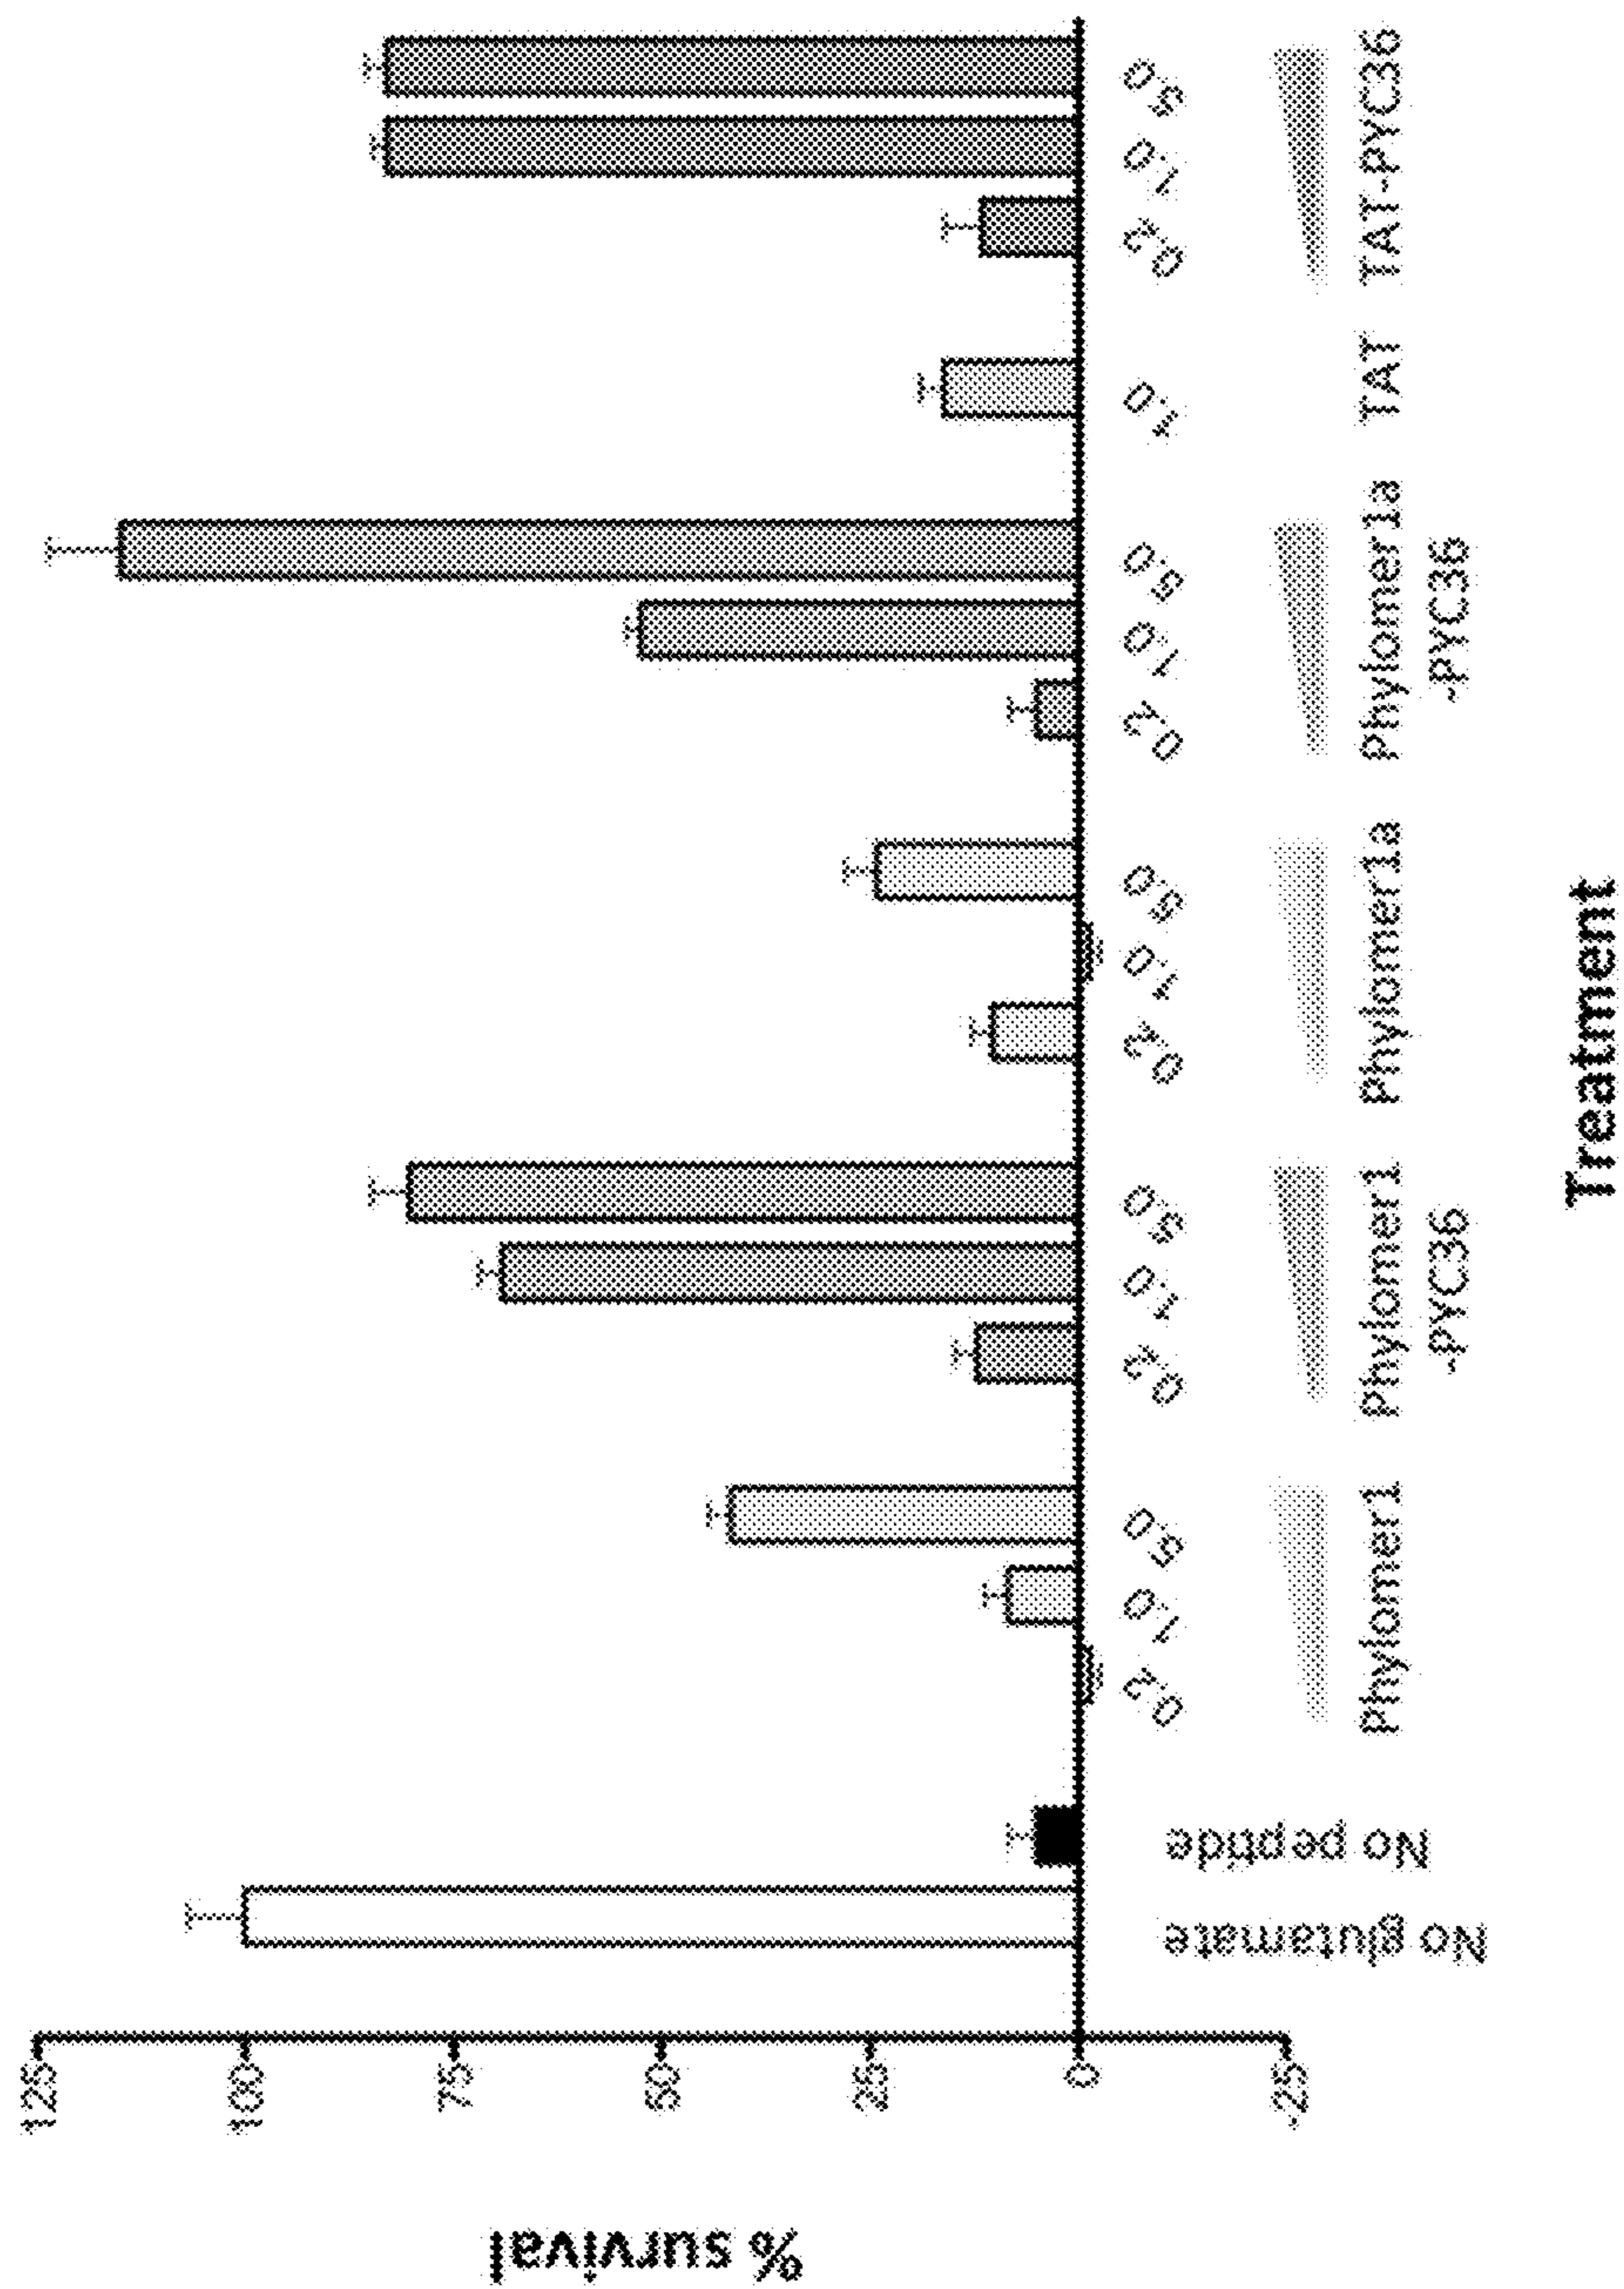 % survival
125
100
75
50
25
0
-25
No glutamate
No peptide
0.2 1.0 5.0
0.2 1.0 5.0
0.2 1.0 5.0
0.2 1.0 5.0
1.0
0.2 1.0 5.0
Phylomer1
Phylomer1
-PYC36
Phylomer1a
Phylomer1a
-PYC36
TAT
TAT-PYC36
Treatment